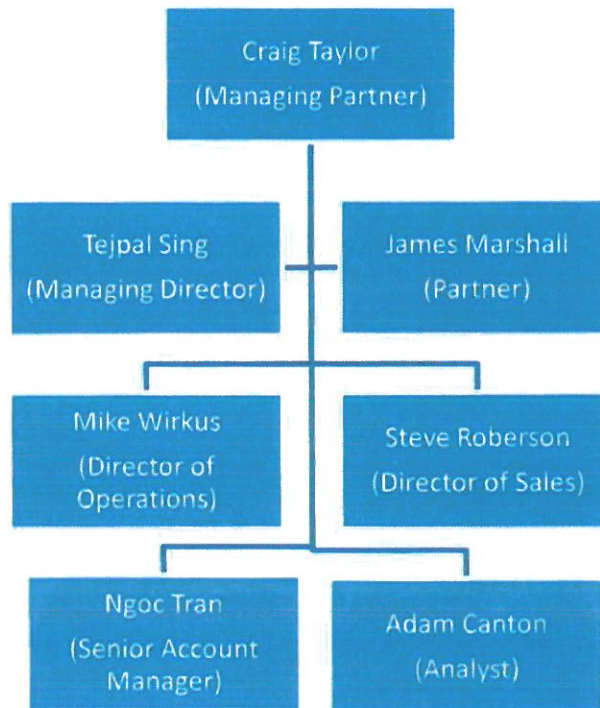 Craig Taylor
(Managing Partner)
Tejpal Sing
(Managing Director)
James Marshall
(Partner)
Mike Wirkus
(Director of
Operations)
Steve Roberson
(Director of Sales)
Ngoc Tran
(Senior Account
Manager)
Adam Canton
(Analyst)